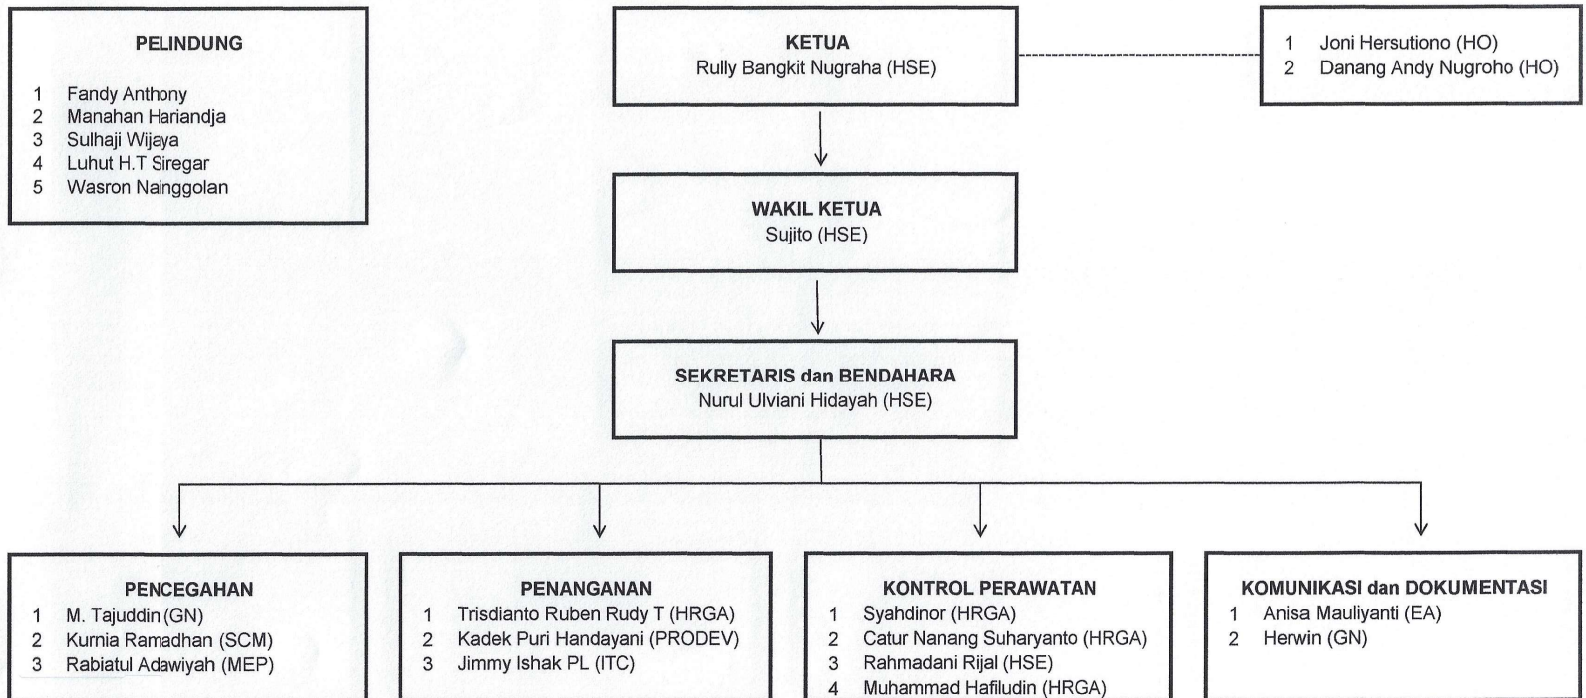 PELINDUNG
1 Fandy Anthony
2 Manahan Hariandja
3 Sulhaji Wijaya
4 Luhut H.T Siregar
5 Wasron Nainggolan
KETUA
Rully Bangkit Nugraha (HSE)
1 Joni Hersutiono (HO)
2 Danang Andy Nugroho (HO)
WAKIL KETUA
Sujito (HSE)
SEKRETARIS dan BENDAHARA
Nurul Ulviani Hidayah (HSE)
PENCEGAHAN
1 M. Tajuddin (GN)
2 Kurnia Ramadhan (SCM)
3 Rabiatul Adawiyah (MEP)
PENANGANAN
1 Trisdianto Ruben Rudy T (HRGA)
2 Kadek Puri Handayani (PRODEV)
3 Jimmy Ishak PL (ITC)
KONTROL PERAWATAN
1 Syahdinor (HRGA)
2 Catur Nanang Suharyanto (HRGA)
3 Rahmadani Rijal (HSE)
4 Muhammad Hafiludin (HRGA)
KOMUNIKASI dan DOKUMENTASI
1 Anisa Mauliyanti (EA)
2 Herwin (GN)